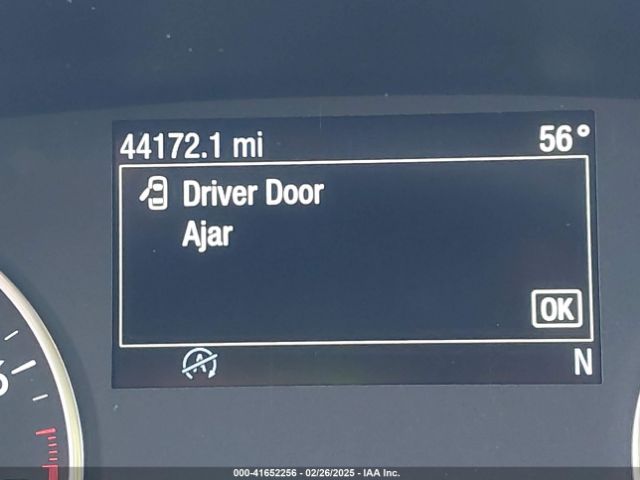 44172.1 mi 56°
Driver Door
Ajar
OK
A N
000-41652256 - 02/26/2025 - IAA Inc.